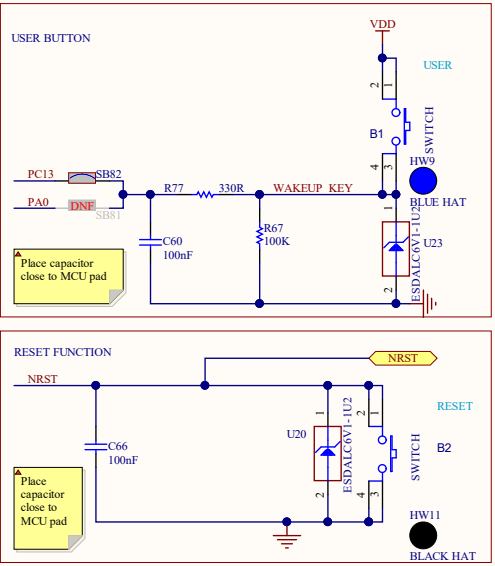 USER BUTTON
VDD
USER
2
1
B1
SWITCH
4
3
HW9
BLUE HAT
PC13
SB82
PA0
DNF
SB81
R77
330R
WAKEUP_KEY
C60
100nF
R67
100K
1
U23
ESDALC6V1-1U2
2
Place capacitor
close to MCU pad
RESET FUNCTION
NRST
NRST
RESET
C66
100nF
U20
1
2
ESDALC6V1-1U2
2
1
SWITCH
B2
4
3
Place
capacitor
close to
MCU pad
HW11
BLACK HAT